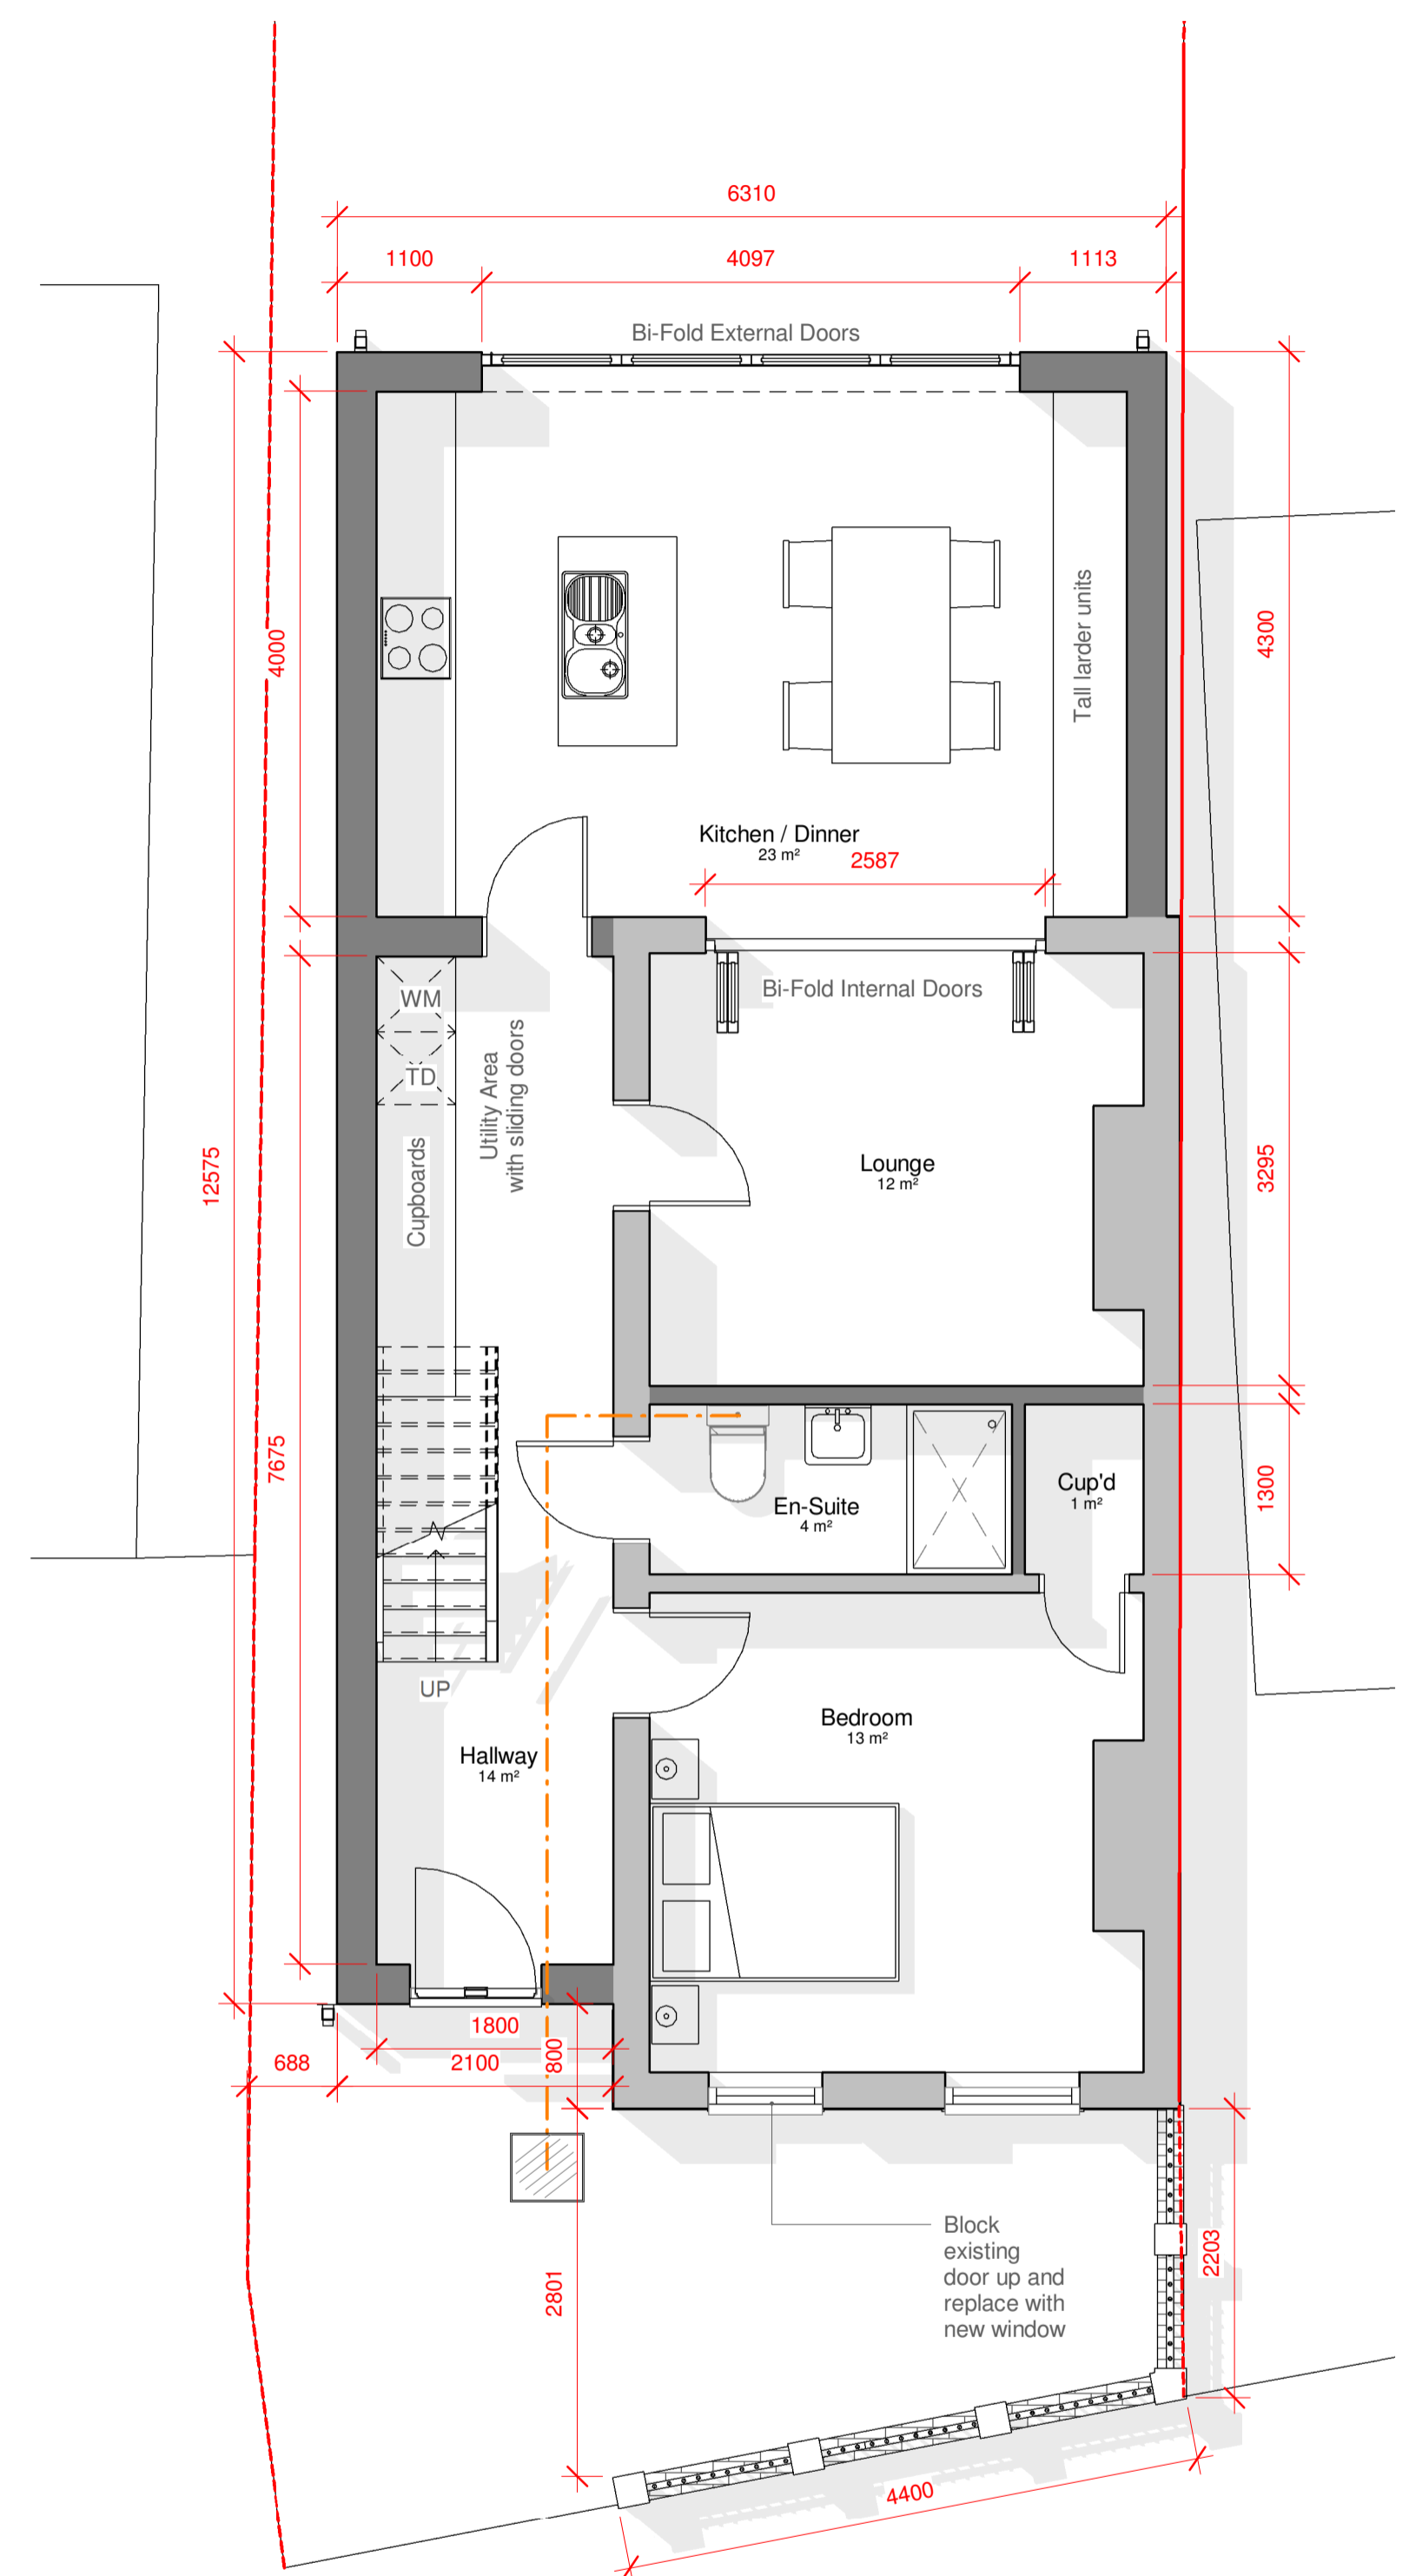 6310
1100
4097
1113
Bi-Fold External Doors
4000
4300
Tall larder units
Kitchen / Dinner
23 m²
2587
WM
TD
Utility Area
with sliding doors
Cupboards
Bi-Fold Internal Doors
Lounge
12 m²
12575
3295
7675
En-Suite
4 m²
Cup'd
1 m²
1300
UP
Hallway
14 m²
Bedroom
13 m²
1800
688
2100
800
Block
existing
door up and
replace with
new window
2801
2203
4400